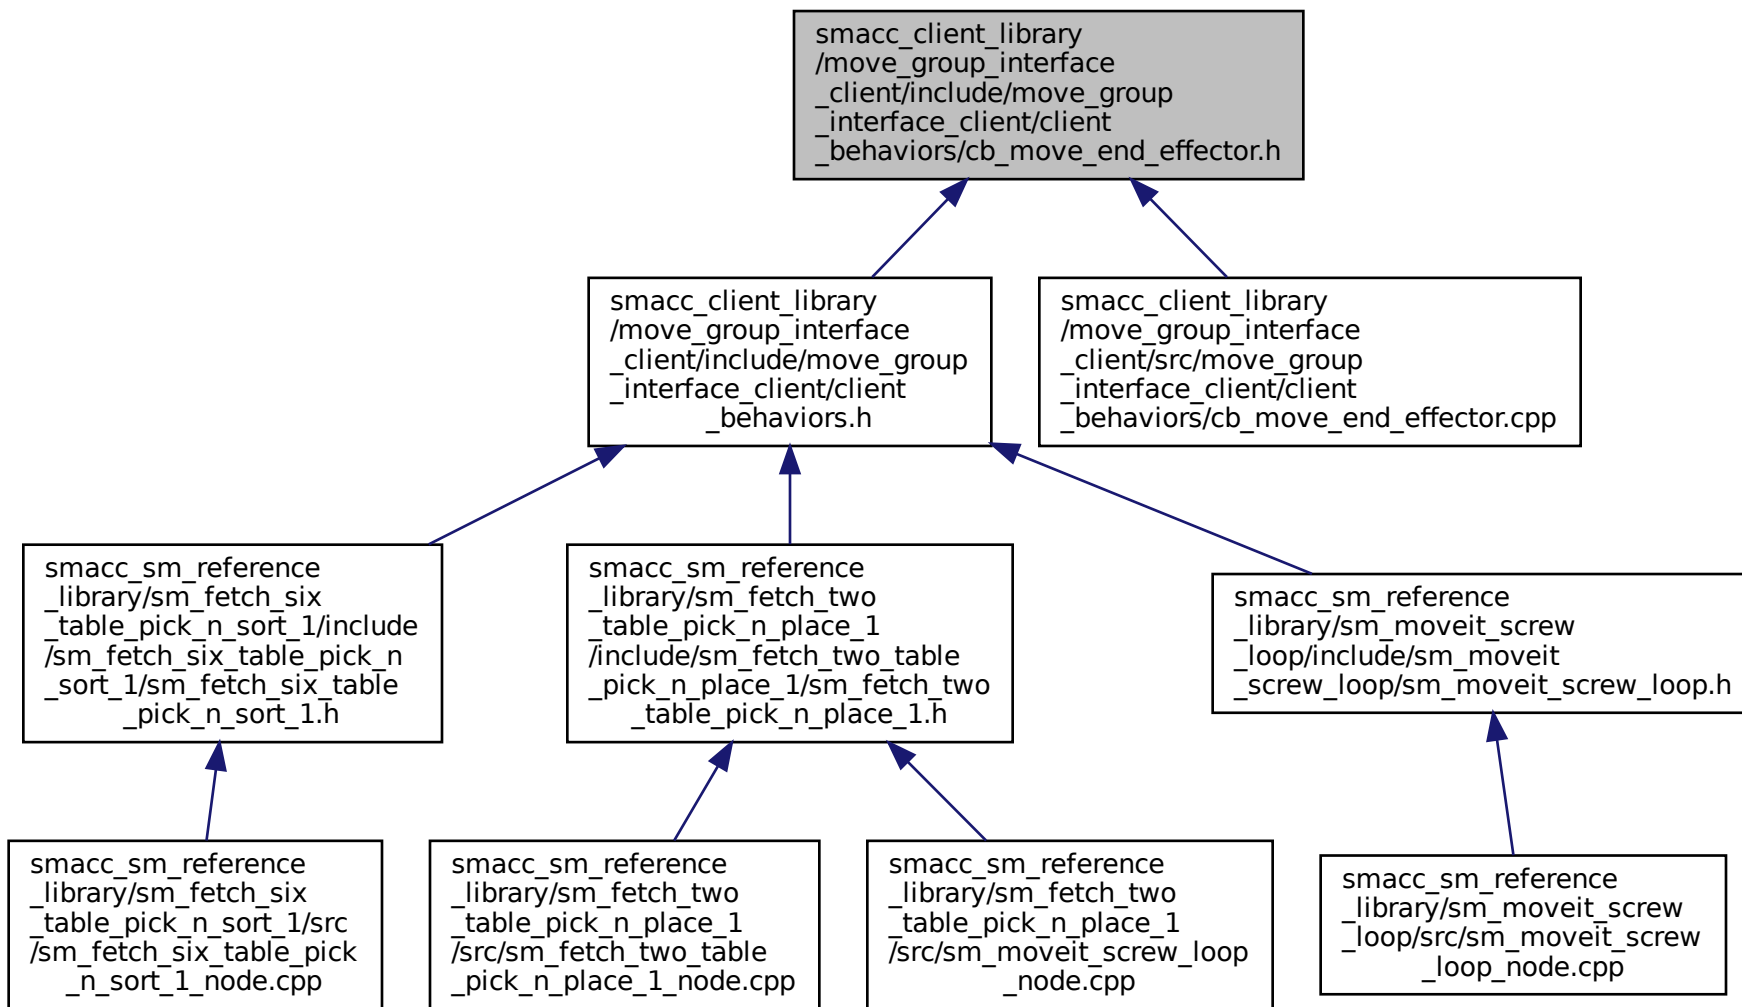 smacc_client_library
/move_group_interface
_client/include/move_group
_interface_client/client
_behaviors/cb_move_end_effector.h
smacc_client_library
/move_group_interface
_client/include/move_group
_interface_client/client
_behaviors.h
smacc_client_library
/move_group_interface
_client/src/move_group
_interface_client/client
_behaviors/cb_move_end_effector.cpp
smacc_sm_reference
_library/sm_fetch_six
_table_pick_n_sort_1/include
/sm_fetch_six_table_pick_n
_sort_1/sm_fetch_six_table
_pick_n_sort_1.h
smacc_sm_reference
_library/sm_fetch_two
_table_pick_n_place_1
/include/sm_fetch_two_table
_pick_n_place_1/sm_fetch_two
_table_pick_n_place_1.h
smacc_sm_reference
_library/sm_moveit_screw
_loop/include/sm_moveit
_screw_loop/sm_moveit_screw_loop.h
smacc_sm_reference
_library/sm_fetch_six
_table_pick_n_sort_1/src
/sm_fetch_six_table_pick
_n_sort_1_node.cpp
smacc_sm_reference
_library/sm_fetch_two
_table_pick_n_place_1
/src/sm_fetch_two_table
_pick_n_place_1_node.cpp
smacc_sm_reference
_library/sm_fetch_two
_table_pick_n_place_1
/src/sm_moveit_screw_loop
_node.cpp
smacc_sm_reference
_library/sm_moveit_screw
_loop/src/sm_moveit_screw
_loop_node.cpp